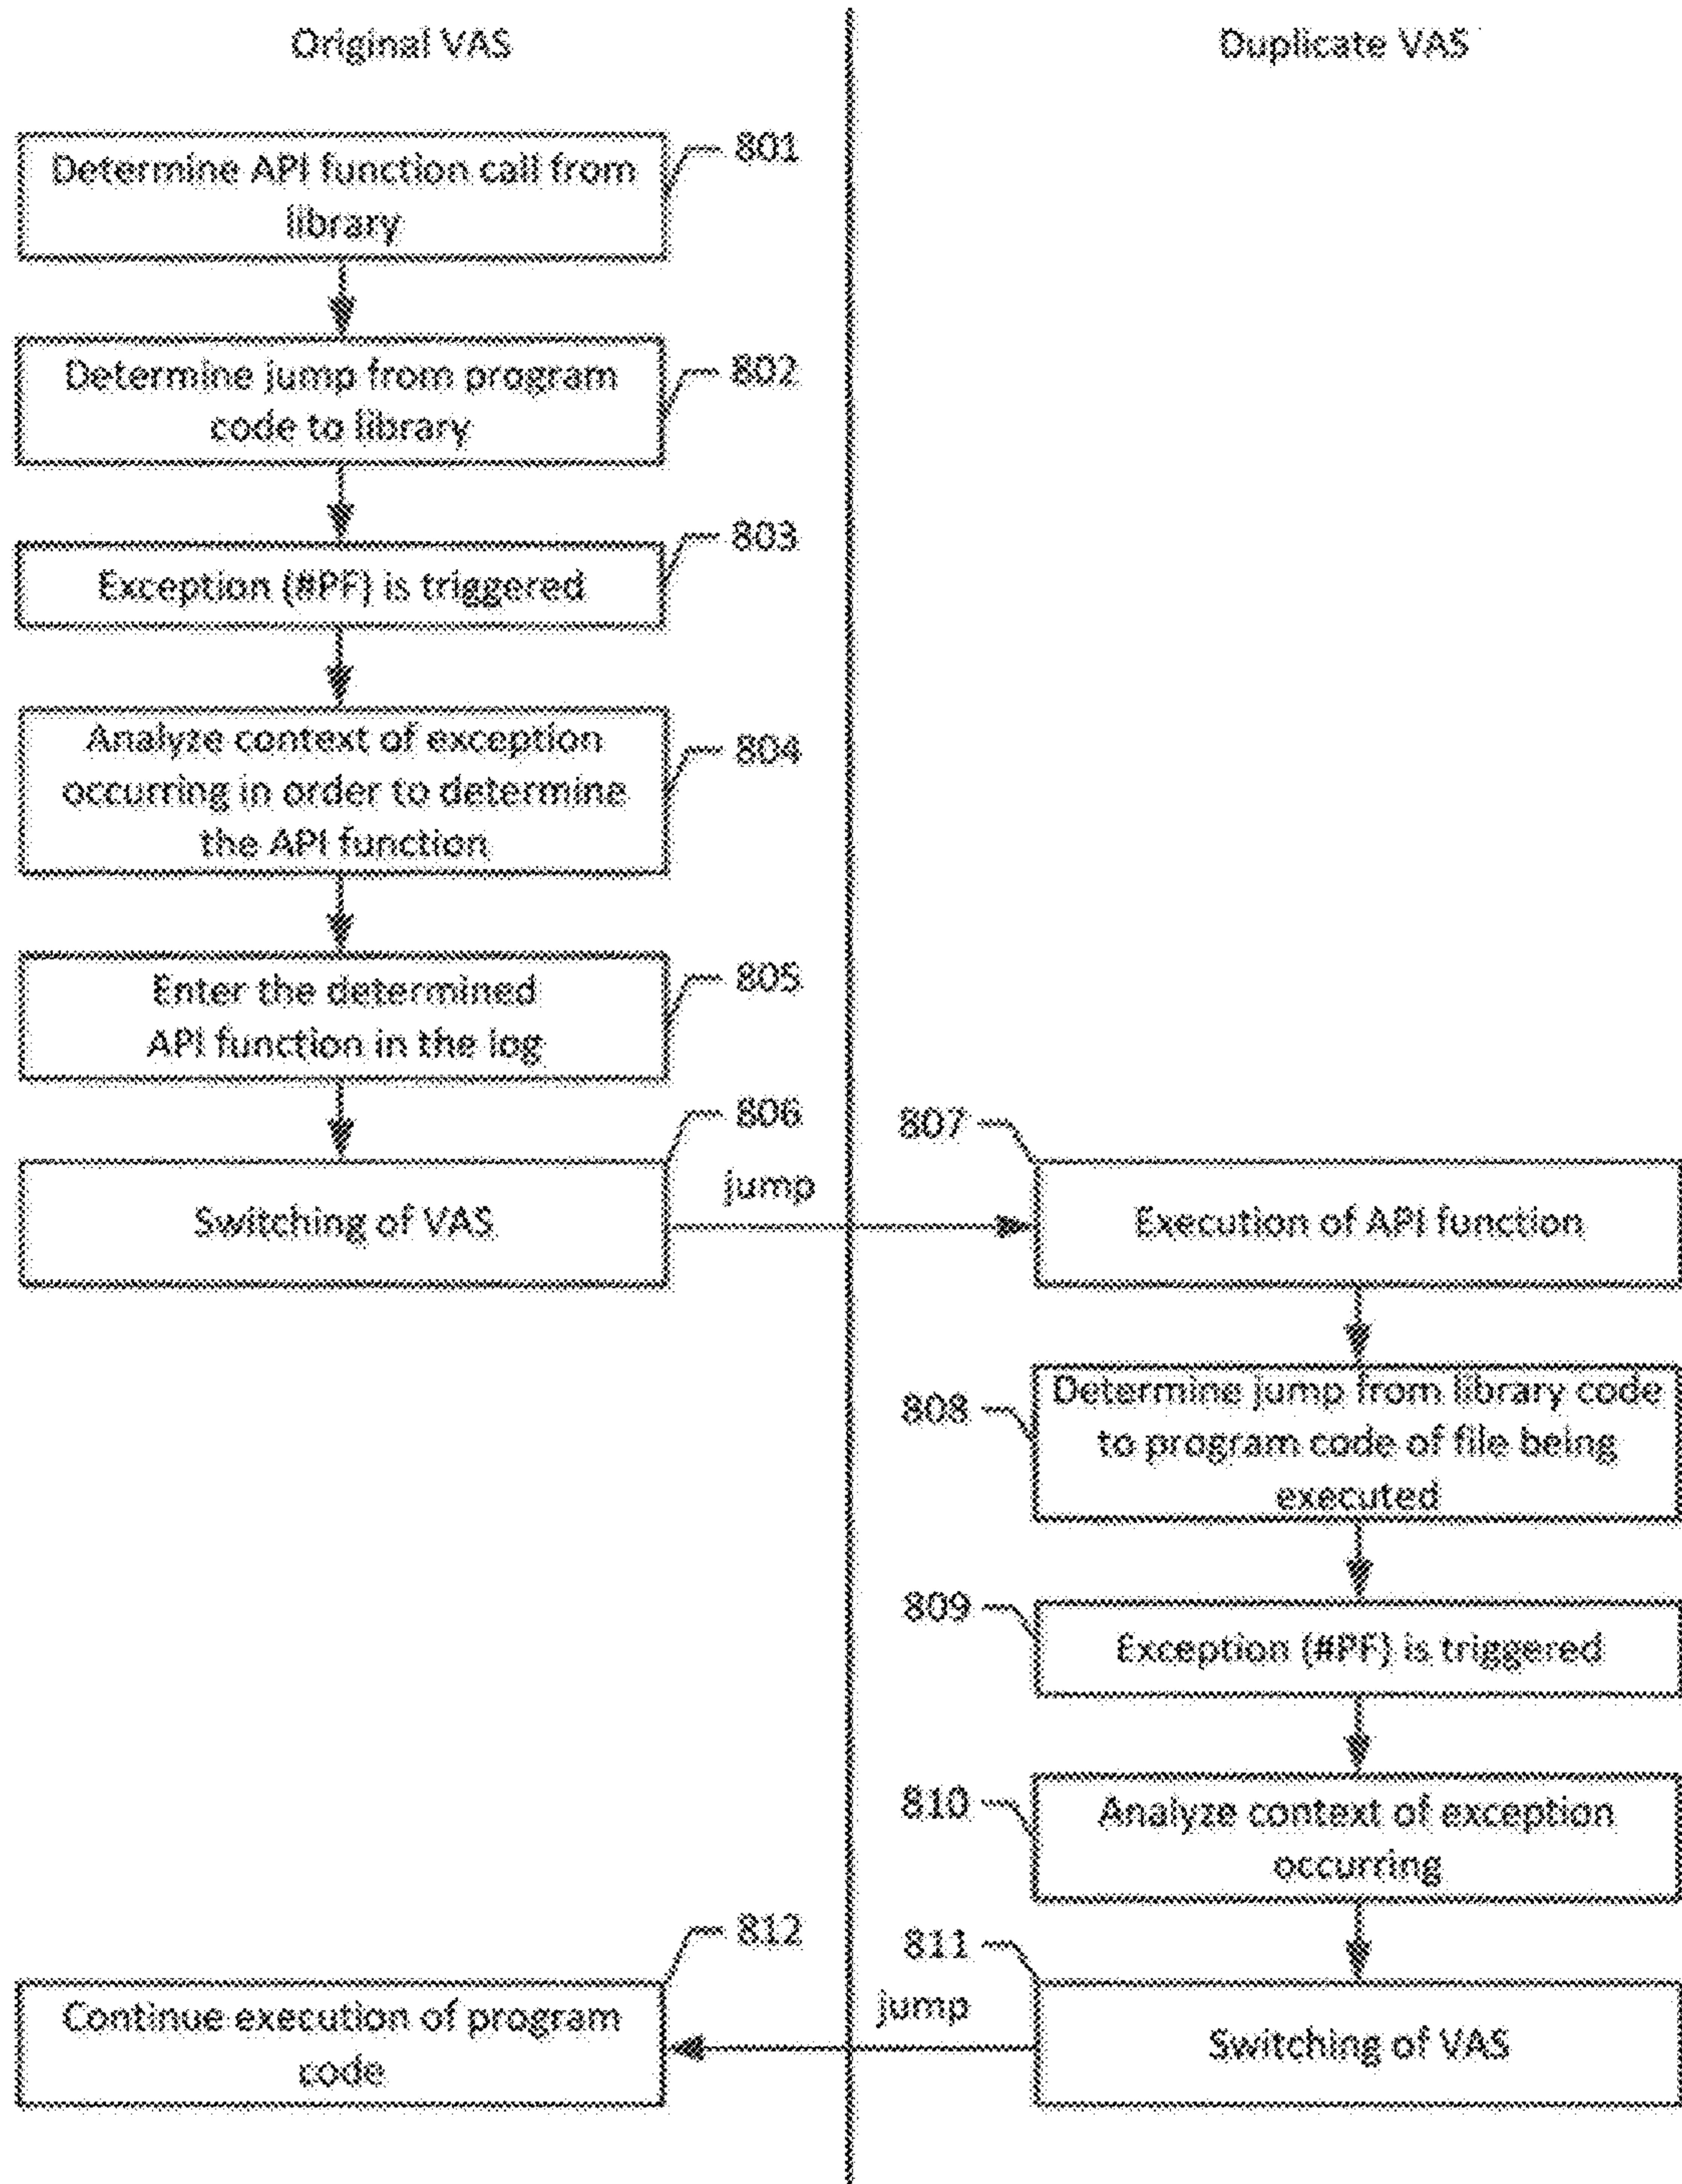 Original VAS
Duplicate VAS
801
Determine API function call from
library
802
Determine jump from program
code to library
803
Exception (#PF) is triggered
804
Analyze context of exception
occurring in order to determine
the API function
805
Enter the determined
API function in the log
806
Switching of VAS
jump
807
Execution of API function
808
Determine jump from library code
to program code of file being
executed
809
Exception (#PF) is triggered
810
Analyze context of exception
occurring
811
Switching of VAS
jump
812
Continue execution of program
code